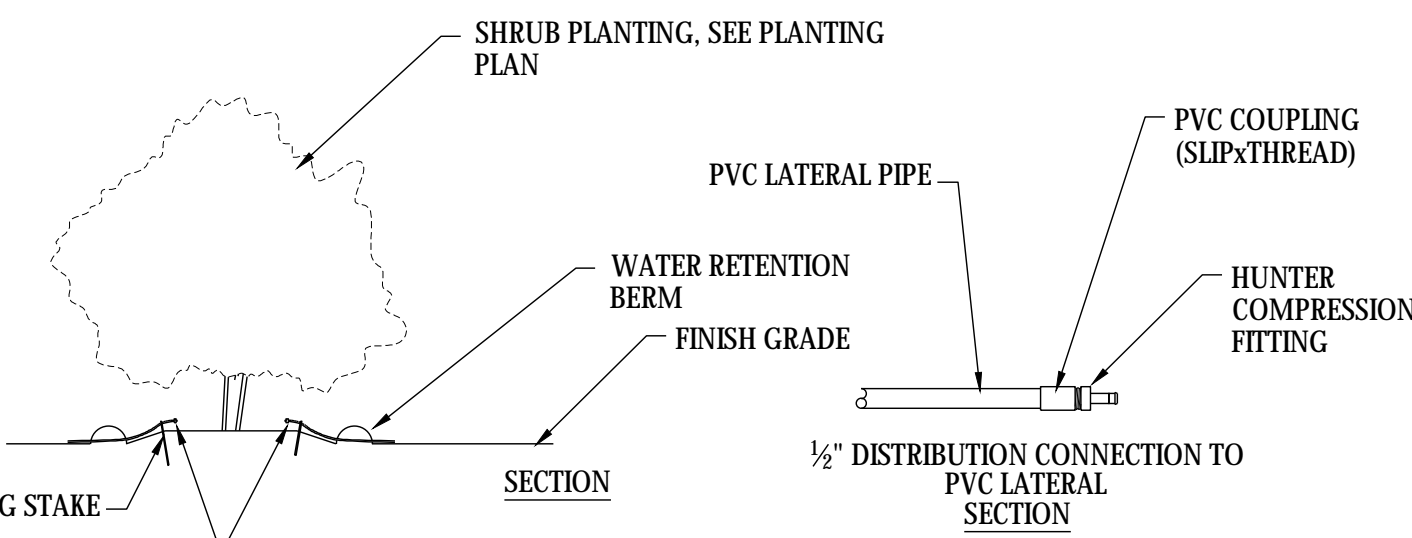 SHRUB PLANTING, SEE PLANTING
PLAN
PVC COUPLING
(SLIPxTHREAD)
PVC LATERAL PIPE
WATER RETENTION
BERM
HUNTER
COMPRESSION
FITTING
FINISH GRADE
½" DISTRIBUTION CONNECTION TO
PVC LATERAL
SECTION
SECTION
G STAKE